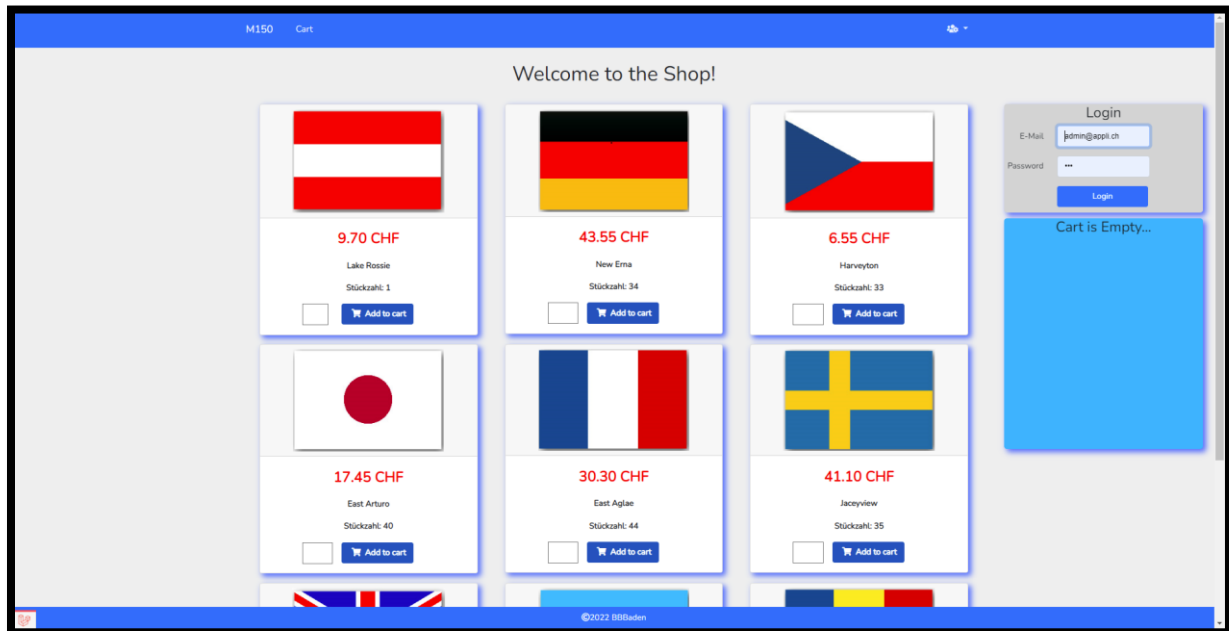 M150 Cart
Welcome to the Shop!
9.70 CHF
Lake Rossie
Stückzahl: 1
Add to cart
43.55 CHF
New Erna
Stückzahl: 34
Add to cart
6.55 CHF
Harveyton
Stückzahl: 33
Add to cart
Login
E-Mail admin@appli.ch
Password •••
Login
Cart is Empty...
17.45 CHF
East Arturo
Stückzahl: 40
Add to cart
30.30 CHF
East Aglae
Stückzahl: 44
Add to cart
41.10 CHF
Jaceyview
Stückzahl: 35
Add to cart
©2022 BBBaden